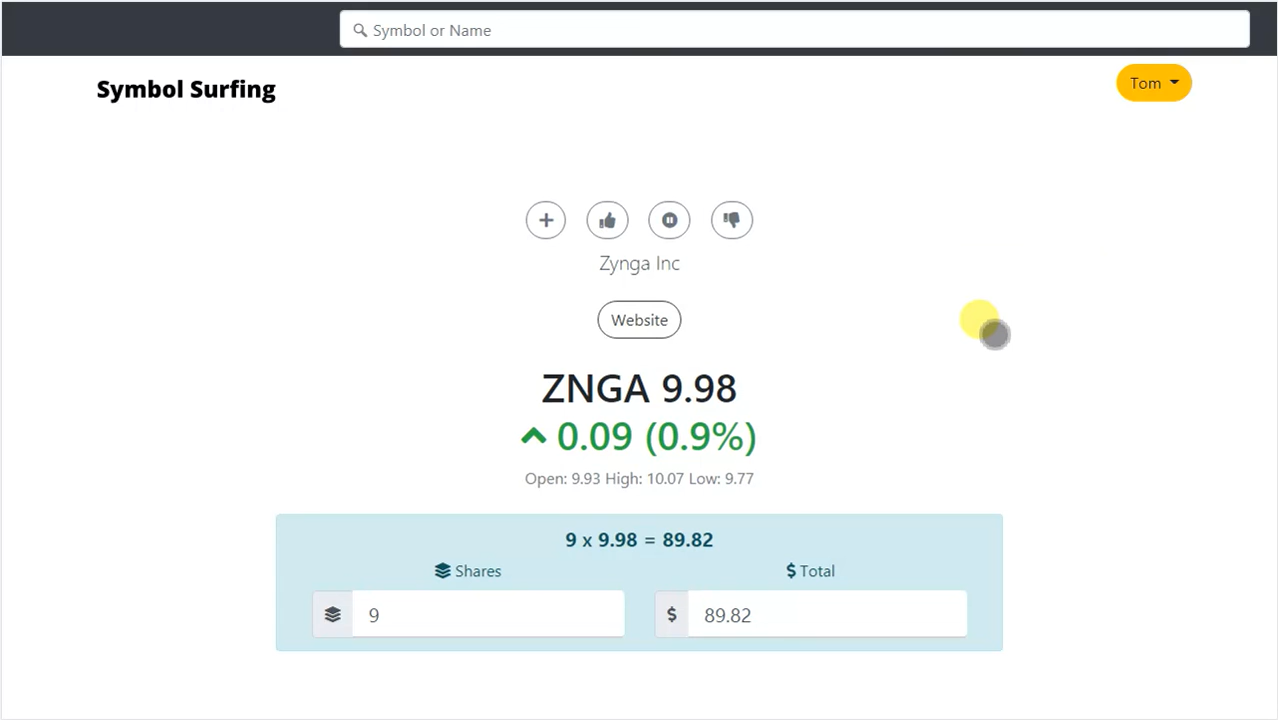 Symbol or Name
Symbol Surfing
Tom
Zynga Inc
Website
ZNGA 9.98
0.09 (0.9%)
Open: 9.93 High: 10.07 Low: 9.77
9 x 9.98 = 89.82
Shares
$ Total
9
$ 89.82